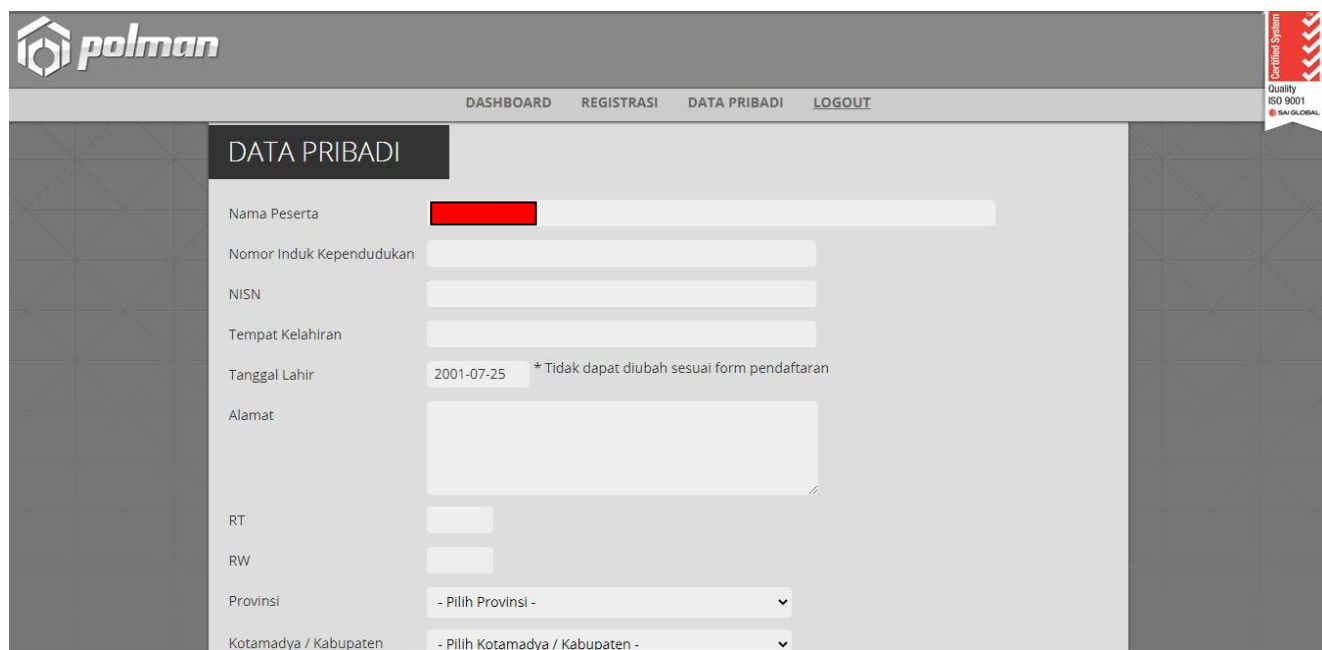 polman
Certified System
Quality
ISO 9001
SAI GLOBAL
DASHBOARD REGISTRASI DATA PRIBADI LOGOUT
DATA PRIBADI
Nama Peserta
Nomor Induk Kependudukan
NISN
Tempat Kelahiran
Tanggal Lahir 2001-07-25 * Tidak dapat diubah sesuai form pendaftaran
Alamat
RT
RW
Provinsi - Pilih Provinsi -
Kotamadya / Kabupaten - Pilih Kotamadya / Kabupaten -